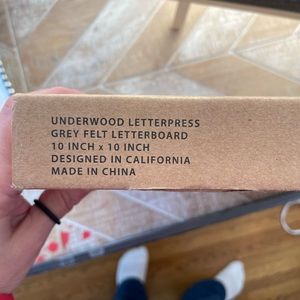 UNDERWOOD LETTERPRESS
GREY FELT LETTERBOARD
10 INCH x 10 INCH
DESIGNED IN CALIFORNIA
MADE IN CHINA